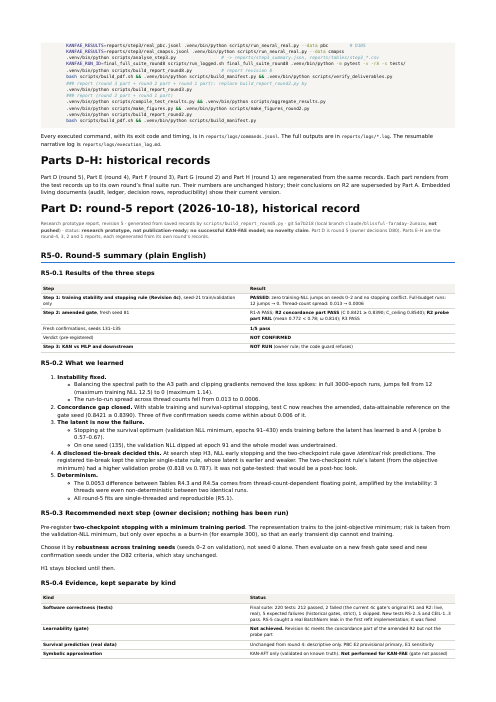 KANFAE_RESULTS=reports/step3/real_pbc.jsonl .venv/bin/python scripts/run_neural_real.py --data pbc # DONE
KANFAE_RESULTS=reports/step3/real_cmapss.jsonl .venv/bin/python scripts/run_neural_real.py --data cmapss
.venv/bin/python scripts/analyse_step3.py # -> reports/step3_summary.json, reports/tables/step3_*.csv
KANFAE_RUN_ID=final_full_suite04 scripts/run_logged.sh final_full_suite04 .venv/bin/python -m pytest -v -rA -s tests/
.venv/bin/python scripts/build_report_round2.py
bash scripts/build_pdf.sh && .venv/bin/python scripts/build_manifest.py && .venv/bin/python scripts/verify_deliverables.py
.venv/bin/python scripts/build_report_round2.py
.venv/bin/python scripts/compile_test_results.py && .venv/bin/python scripts/aggregate_results.py
.venv/bin/python scripts/make_figures.py && .venv/bin/python scripts/make_figures_round2.py
.venv/bin/python scripts/build_report_round2.py
bash scripts/build_pdf.sh && .venv/bin/python scripts/build_manifest.py
Every executed command, with its exit code and timing, is in reports/logs/commands.jsonl. The full outputs are in reports/logs/*.log. The resumable
narrative log is reports/logs/execution_log.md.
Parts D–H: historical records
Part D (round 5), Part E (round 4), Part F (round 3), Part G (round 2) and Part H (round 1) are regenerated from the same records. Each part renders from
the test records up to its own round's final suite run. Their numbers are unchanged history; their conclusions on R2 are superseded by Part A. Embedded
living documents (audit, ledger, decision rows, reproducibility) show their current version.
Part D: round-5 report (2026-10-18), historical record
Research prototype report, revision 5 · generated from saved records by scripts/build_report_round5.py · git 5a7b218 (local branch claude/blissful-faraday-Juno1w, not
pushed) · status: research prototype, not publication-ready; no successful KAN-FAE model; no novelty claim. Part D is round 5 (owner decisions D80). Parts E–H are the
round-4, 3, 2 and 1 reports, each regenerated from its own round's records.
R5-0. Round-5 summary (plain English)
R5-0.1 Results of the three steps
Step Result
Step 1: training stability and stopping rule (Revision 4c), seed-21 train/validation
only
PASSED: zero training-NLL jumps on seeds 0–2 and no stopping conflict. Full-budget runs:
12 jumps → 0. Thread-count spread: 0.013 → 0.0006
Step 2: amended gate, fresh seed 81
R1-A PASS; R2 concordance part PASS (C 0.8421 ≥ 0.8390; C_ceiling 0.8540); R2 probe
part FAIL (mean 0.772 < 0.78; u 0.814); R3 PASS
Fresh confirmations, seeds 131–135 1/5 pass
Verdict (pre-registered) NOT CONFIRMED
Step 3: KAN vs MLP and downstream NOT RUN (owner rule; the code guard refuses)
R5-0.2 What we learned
1. Instability fixed.
Balancing the spectral path to the A3 path and clipping gradients removed the loss spikes: in full 3000-epoch runs, jumps fell from 12
(maximum training NLL 12.5) to 0 (maximum 1.14).
The run-to-run spread across thread counts fell from 0.013 to 0.0006.
2. Concordance gap closed. With stable training and survival-optimal stopping, test C now reaches the amended, data-attainable reference on
the gate seed (0.8421 ≥ 0.8390). Three of five confirmation seeds come within about 0.006 of it.
3. The latent is now the failure.
Stopping at the survival optimum (validation NLL minimum, epochs 91–430) ends training before the latent has learned b and A (probe b
0.57–0.67).
On one seed (135), the validation NLL dipped at epoch 91 and the whole model was undertrained.
4. A disclosed tie-break decided this. At search step H3, NLL early stopping and the two-checkpoint rule gave identical risk predictions. The
registered tie-break kept the simpler single-state rule, whose latent is earlier and weaker. The two-checkpoint rule's latent (from the objective
minimum) had a higher validation probe (0.818 vs 0.787). It was not gate-tested: that would be a post-hoc look.
5. Determinism.
The 0.0053 difference between Tables R4.3 and R4.5a comes from thread-count-dependent floating point, amplified by the instability: 3
threads were even non-deterministic between two identical runs.
All round-5 fits are single-threaded and reproducible (R5.1).
R5-0.3 Recommended next step (owner decision; nothing has been run)
Pre-register two-checkpoint stopping with a minimum training period. The representation trains to the joint-objective minimum; risk is taken
from the validation-NLL minimum, but only over epochs ≥ a burn-in (for example 300), so that an early transient dip cannot end training.
Choose it by robustness across training seeds (seeds 0–2 on validation), not seed 0 alone. Then evaluate on a new fresh gate seed and new
confirmation seeds under the D82 criteria, which stay unchanged.
H1 stays blocked until then.
R5-0.4 Evidence, kept separate by kind
Kind Status
Software correctness (tests)
Final suite: 220 tests: 212 passed, 2 failed (the current 4c gate's original R1 and R2: live,
real), 5 expected failures (historical gates, strict), 1 skipped. New tests R5-2..5 and CEIL-1..3
pass. R5-5 caught a real BatchNorm leak in the first refit implementation; it was fixed
Learnability (gate)
Not achieved. Revision 4c meets the concordance part of the amended R2 but not the
probe part
Survival prediction (real data) Unchanged from round 4: descriptive only. PBC E2 provisional primary, E1 sensitivity
Symbolic approximation KAN-AFT only (validated on known truth). Not performed for KAN-FAE (gate not passed)